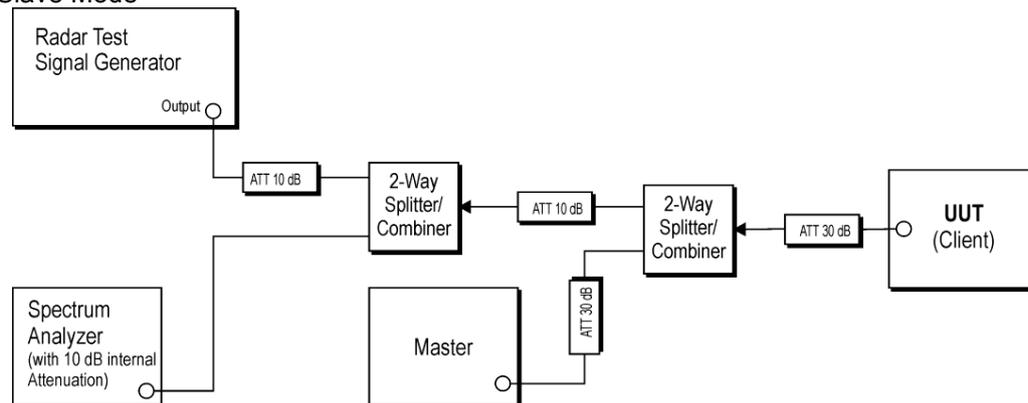 Slave Mode
Radar Test
Signal Generator
Output
ATT 10 dB
2-Way
Splitter/
Combiner
ATT 10 dB
2-Way
Splitter/
Combiner
ATT 30 dB
UUT
(Client)
Spectrum
Analyzer
(with 10 dB internal
Attenuation)
Master
ATT 30 dB